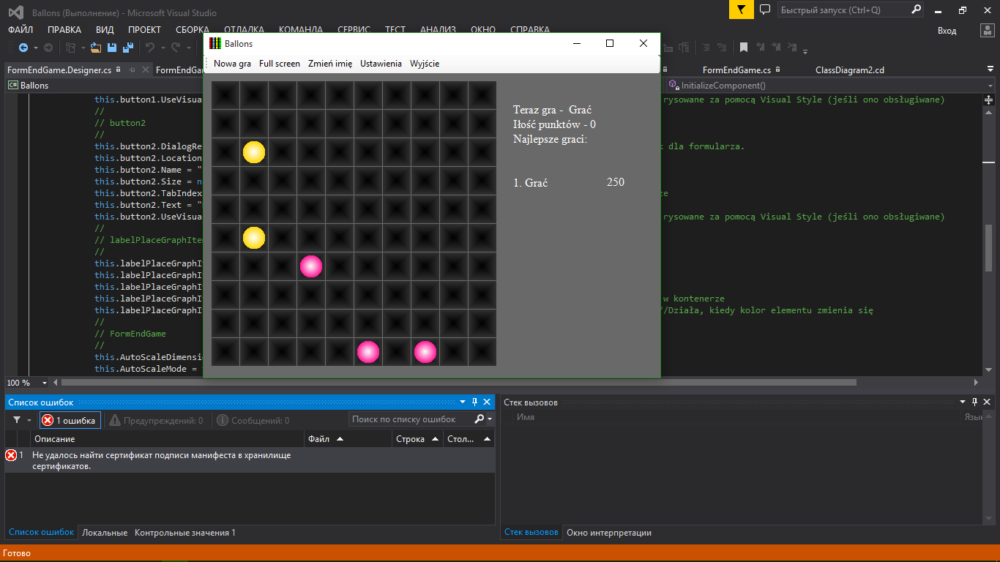 Ballons (Выполнение) - Microsoft Visual Studio
Быстрый запуск (Ctrl+Q)
ФАЙЛ ПРАВКА ВИД ПРОЕКТ СБОРКА ОТЛАДКА КОМАНДА СЕРВИС ТЕСТ АНАЛИЗ ОКНО СПРАВКА
Вход
FormEndGame.Designer.cs
FormEndGa
FormEndGame.cs
ClassDiagram2.cd
Ballons
InitializeComponent()
Ballons
Nowa gra Full screen Zmień imię Ustawienia Wyjście
Teraz gra - Grać
Iłość punktów - 0
Najlepsze graci:
1. Grać 250
this.button1.UseVisua
rysowane za pomocą Visual Style (jeśli ono obsługiwane)
//
// button2
//
this.button2.DialogRe
k dla formularza.
this.button2.Location
this.button2.Name = "
this.button2.Size = n
this.button2.TabIndex
ze
this.button2.Text = "
this.button2.UseVisua
rysowane za pomocą Visual Style (jeśli ono obsługiwane)
//
// labelPlaceGraphIte
//
this.labelPlaceGraphI
this.labelPlaceGraphI
this.labelPlaceGraphI
this.labelPlaceGraphI
w kontenerze
this.labelPlaceGraphI
//Działa, kiedy kolor elementu zmienia się
//
// FormEndGame
//
this.AutoScaleDimensi
this.AutoScaleMode =
100 %
Список ошибок
1 ошибка
Предупреждений: 0
Сообщений: 0
Поиск по списку ошибок
Описание Файл Строка Стол...
1 Не удалось найти сертификат подписи манифеста в хранилище
сертификатов.
Список ошибок Локальные Контрольные значения 1
Стек вызовов
Имя Язы
Стек вызовов Окно интерпретации
Готово